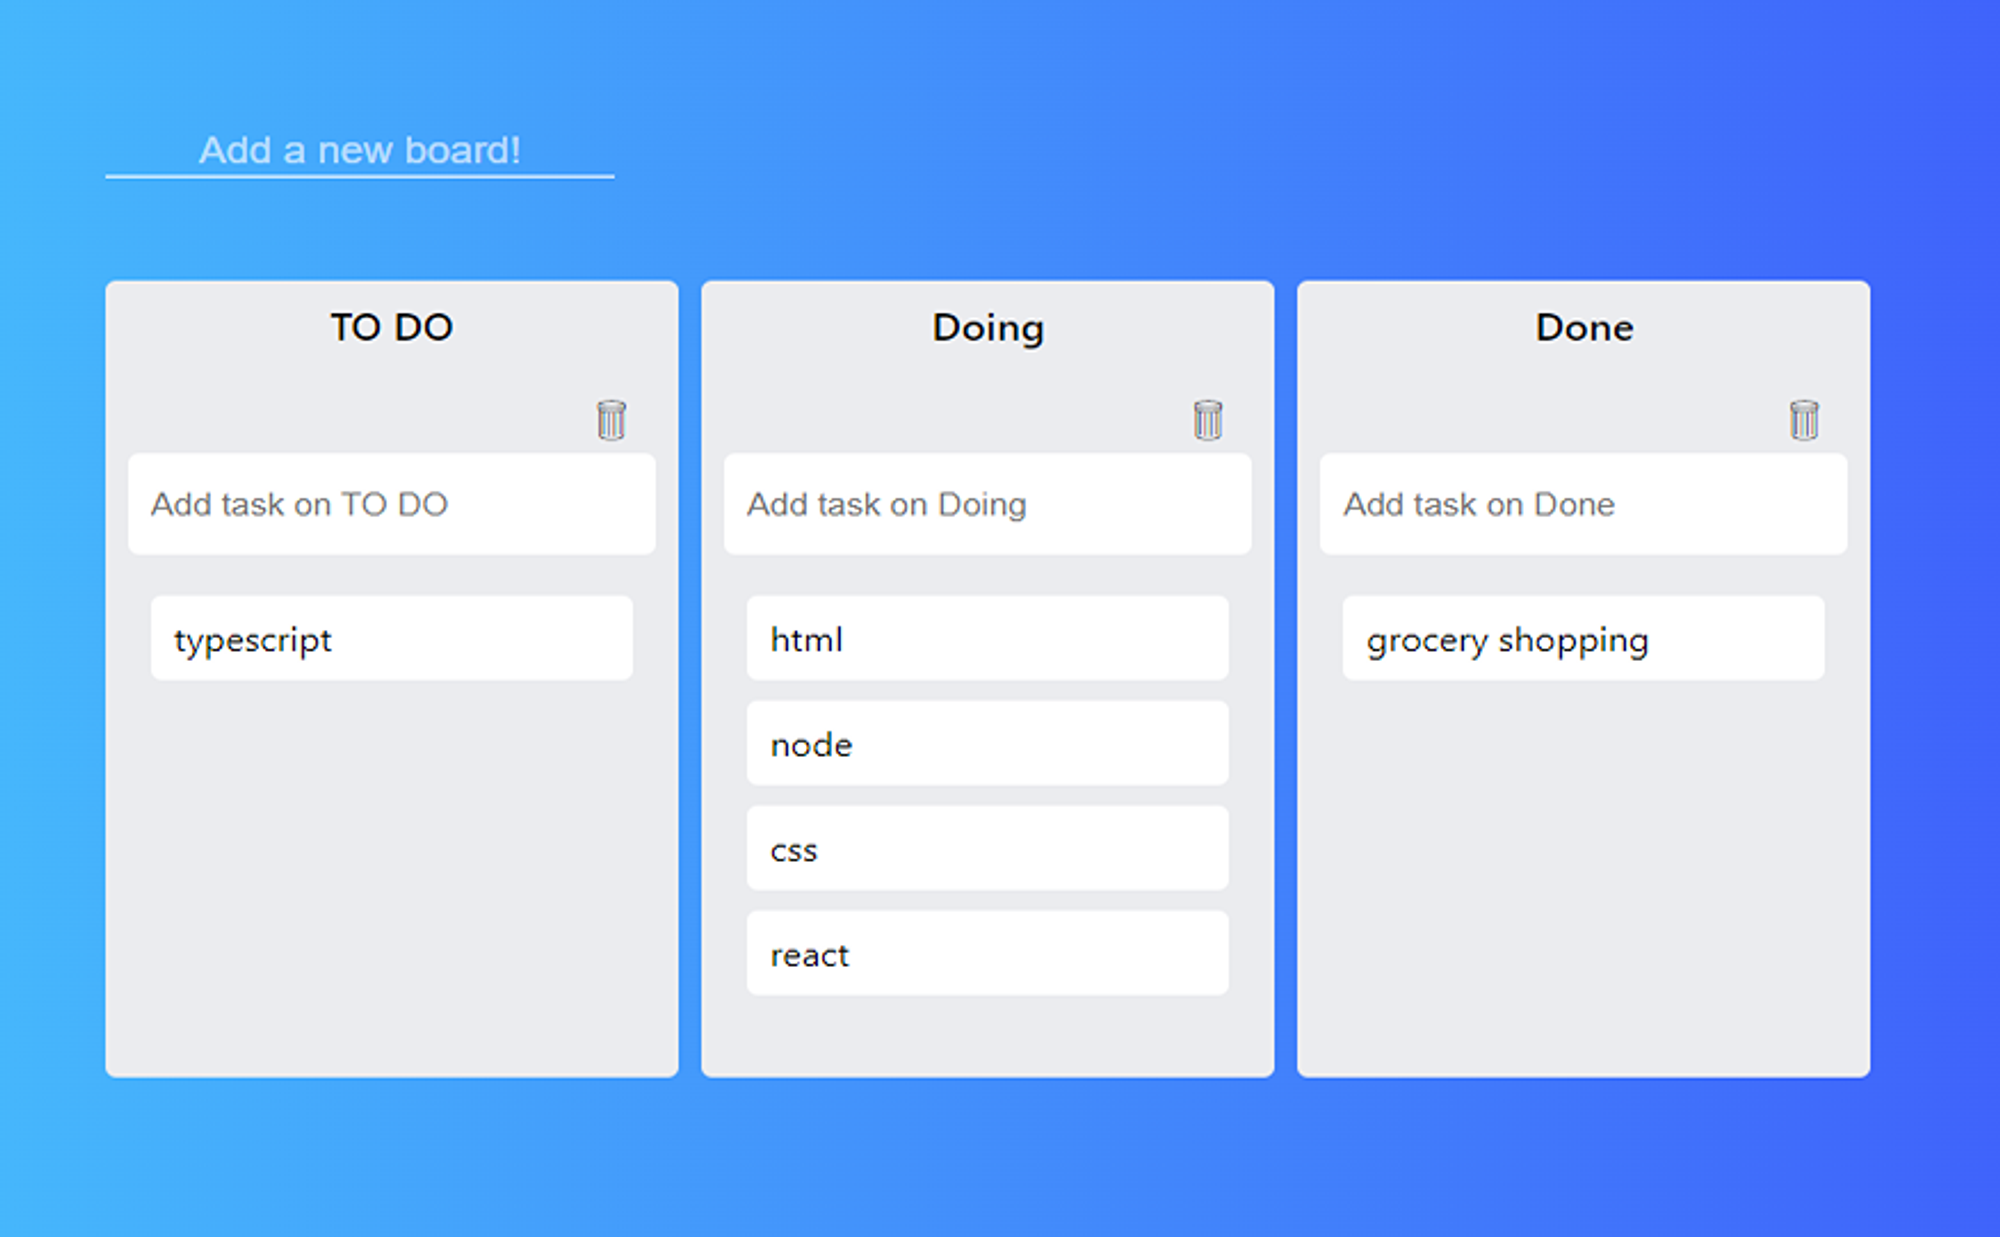 Add a new board!
TO DO
Add task on TO DO
typescript
Doing
Add task on Doing
html
node
css
react
Done
Add task on Done
grocery shopping